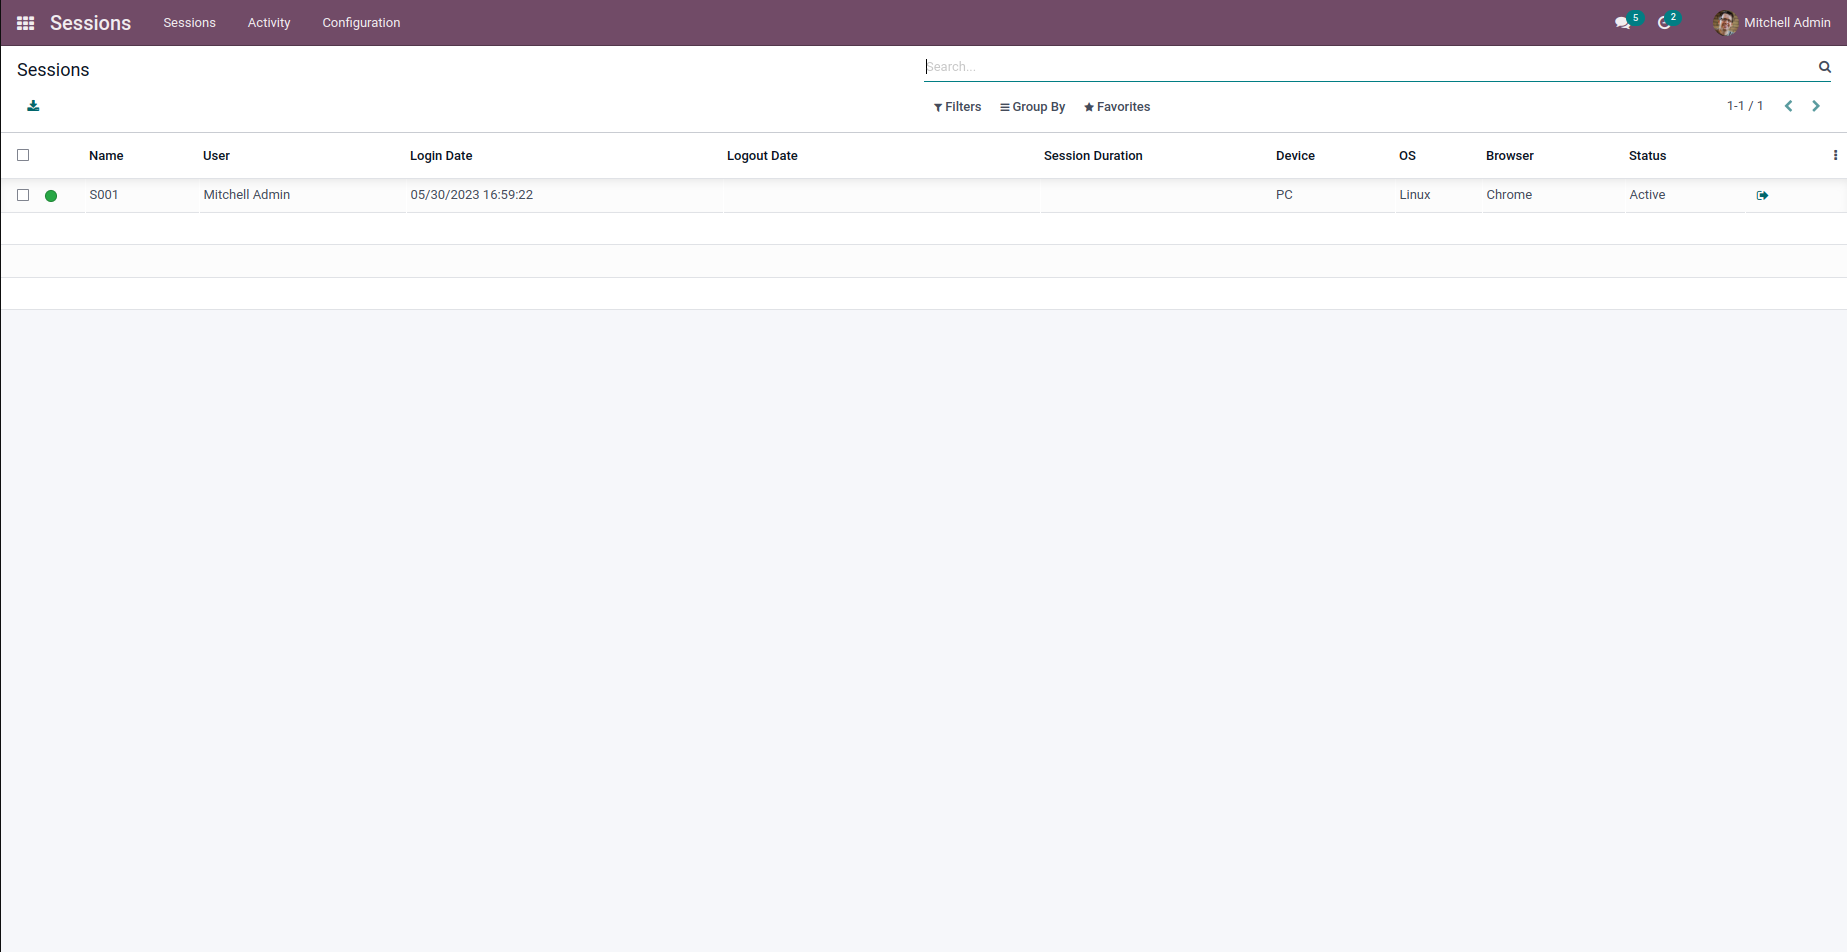 Sessions Sessions Activity Configuration 5 2 Mitchell Admin
Sessions Search...
Filters Group By Favorites 1-1 / 1
Name User Login Date Logout Date Session Duration Device OS Browser Status
S001 Mitchell Admin 05/30/2023 16:59:22 PC Linux Chrome Active